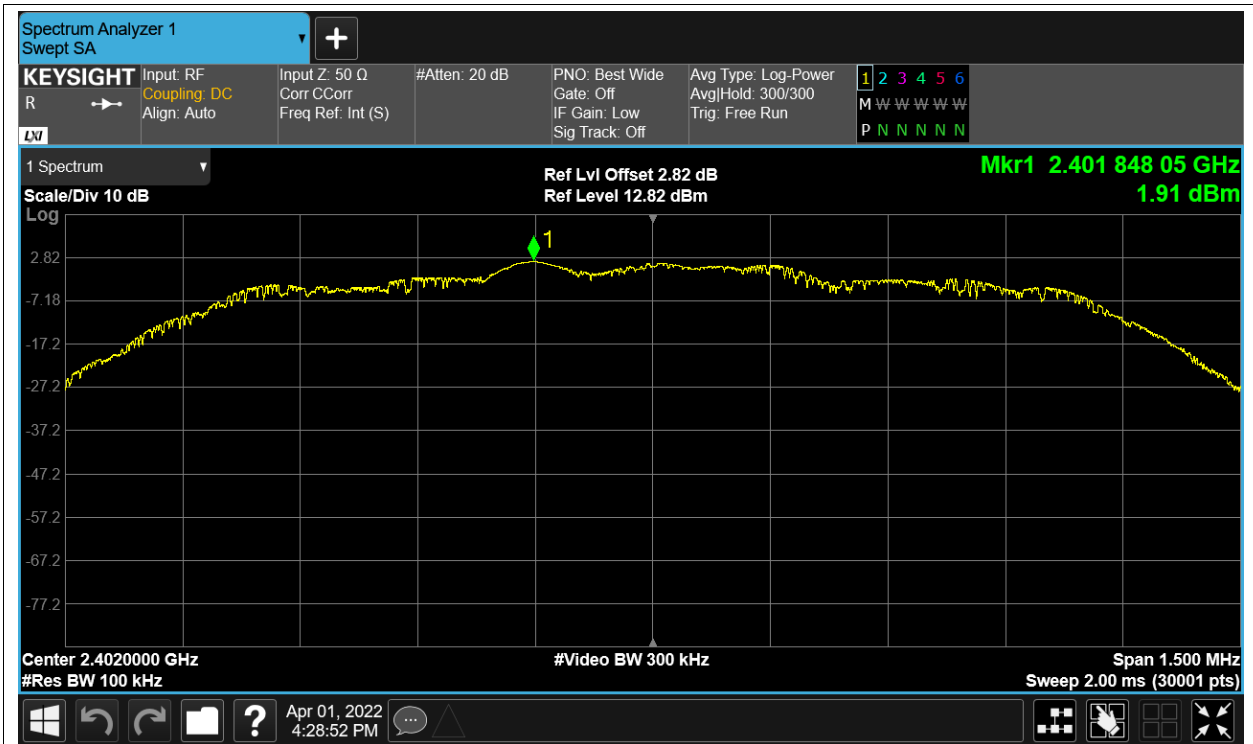 Spectrum Analyzer 1
Swept SA
KEYSIGHT
R
LXI
Input: RF
Coupling: DC
Align: Auto
Input Z: 50 Ω
Corr CCorr
Freq Ref: Int (S)
#Atten: 20 dB
PNO: Best Wide
Gate: Off
IF Gain: Low
Sig Track: Off
Avg Type: Log-Power
Avg|Hold: 300/300
Trig: Free Run
1 2 3 4 5 6
M W W W W W W
P N N N N N
1 Spectrum
Scale/Div 10 dB
Log
Ref Lvl Offset 2.82 dB
Ref Level 12.82 dBm
Mkr1 2.401 848 05 GHz
1.91 dBm
1
2.82
-7.18
-17.2
-27.2
-37.2
-47.2
-57.2
-67.2
-77.2
Center 2.4020000 GHz
#Res BW 100 kHz
#Video BW 300 kHz
Span 1.500 MHz
Sweep 2.00 ms (30001 pts)
?
Apr 01, 2022
4:28:52 PM